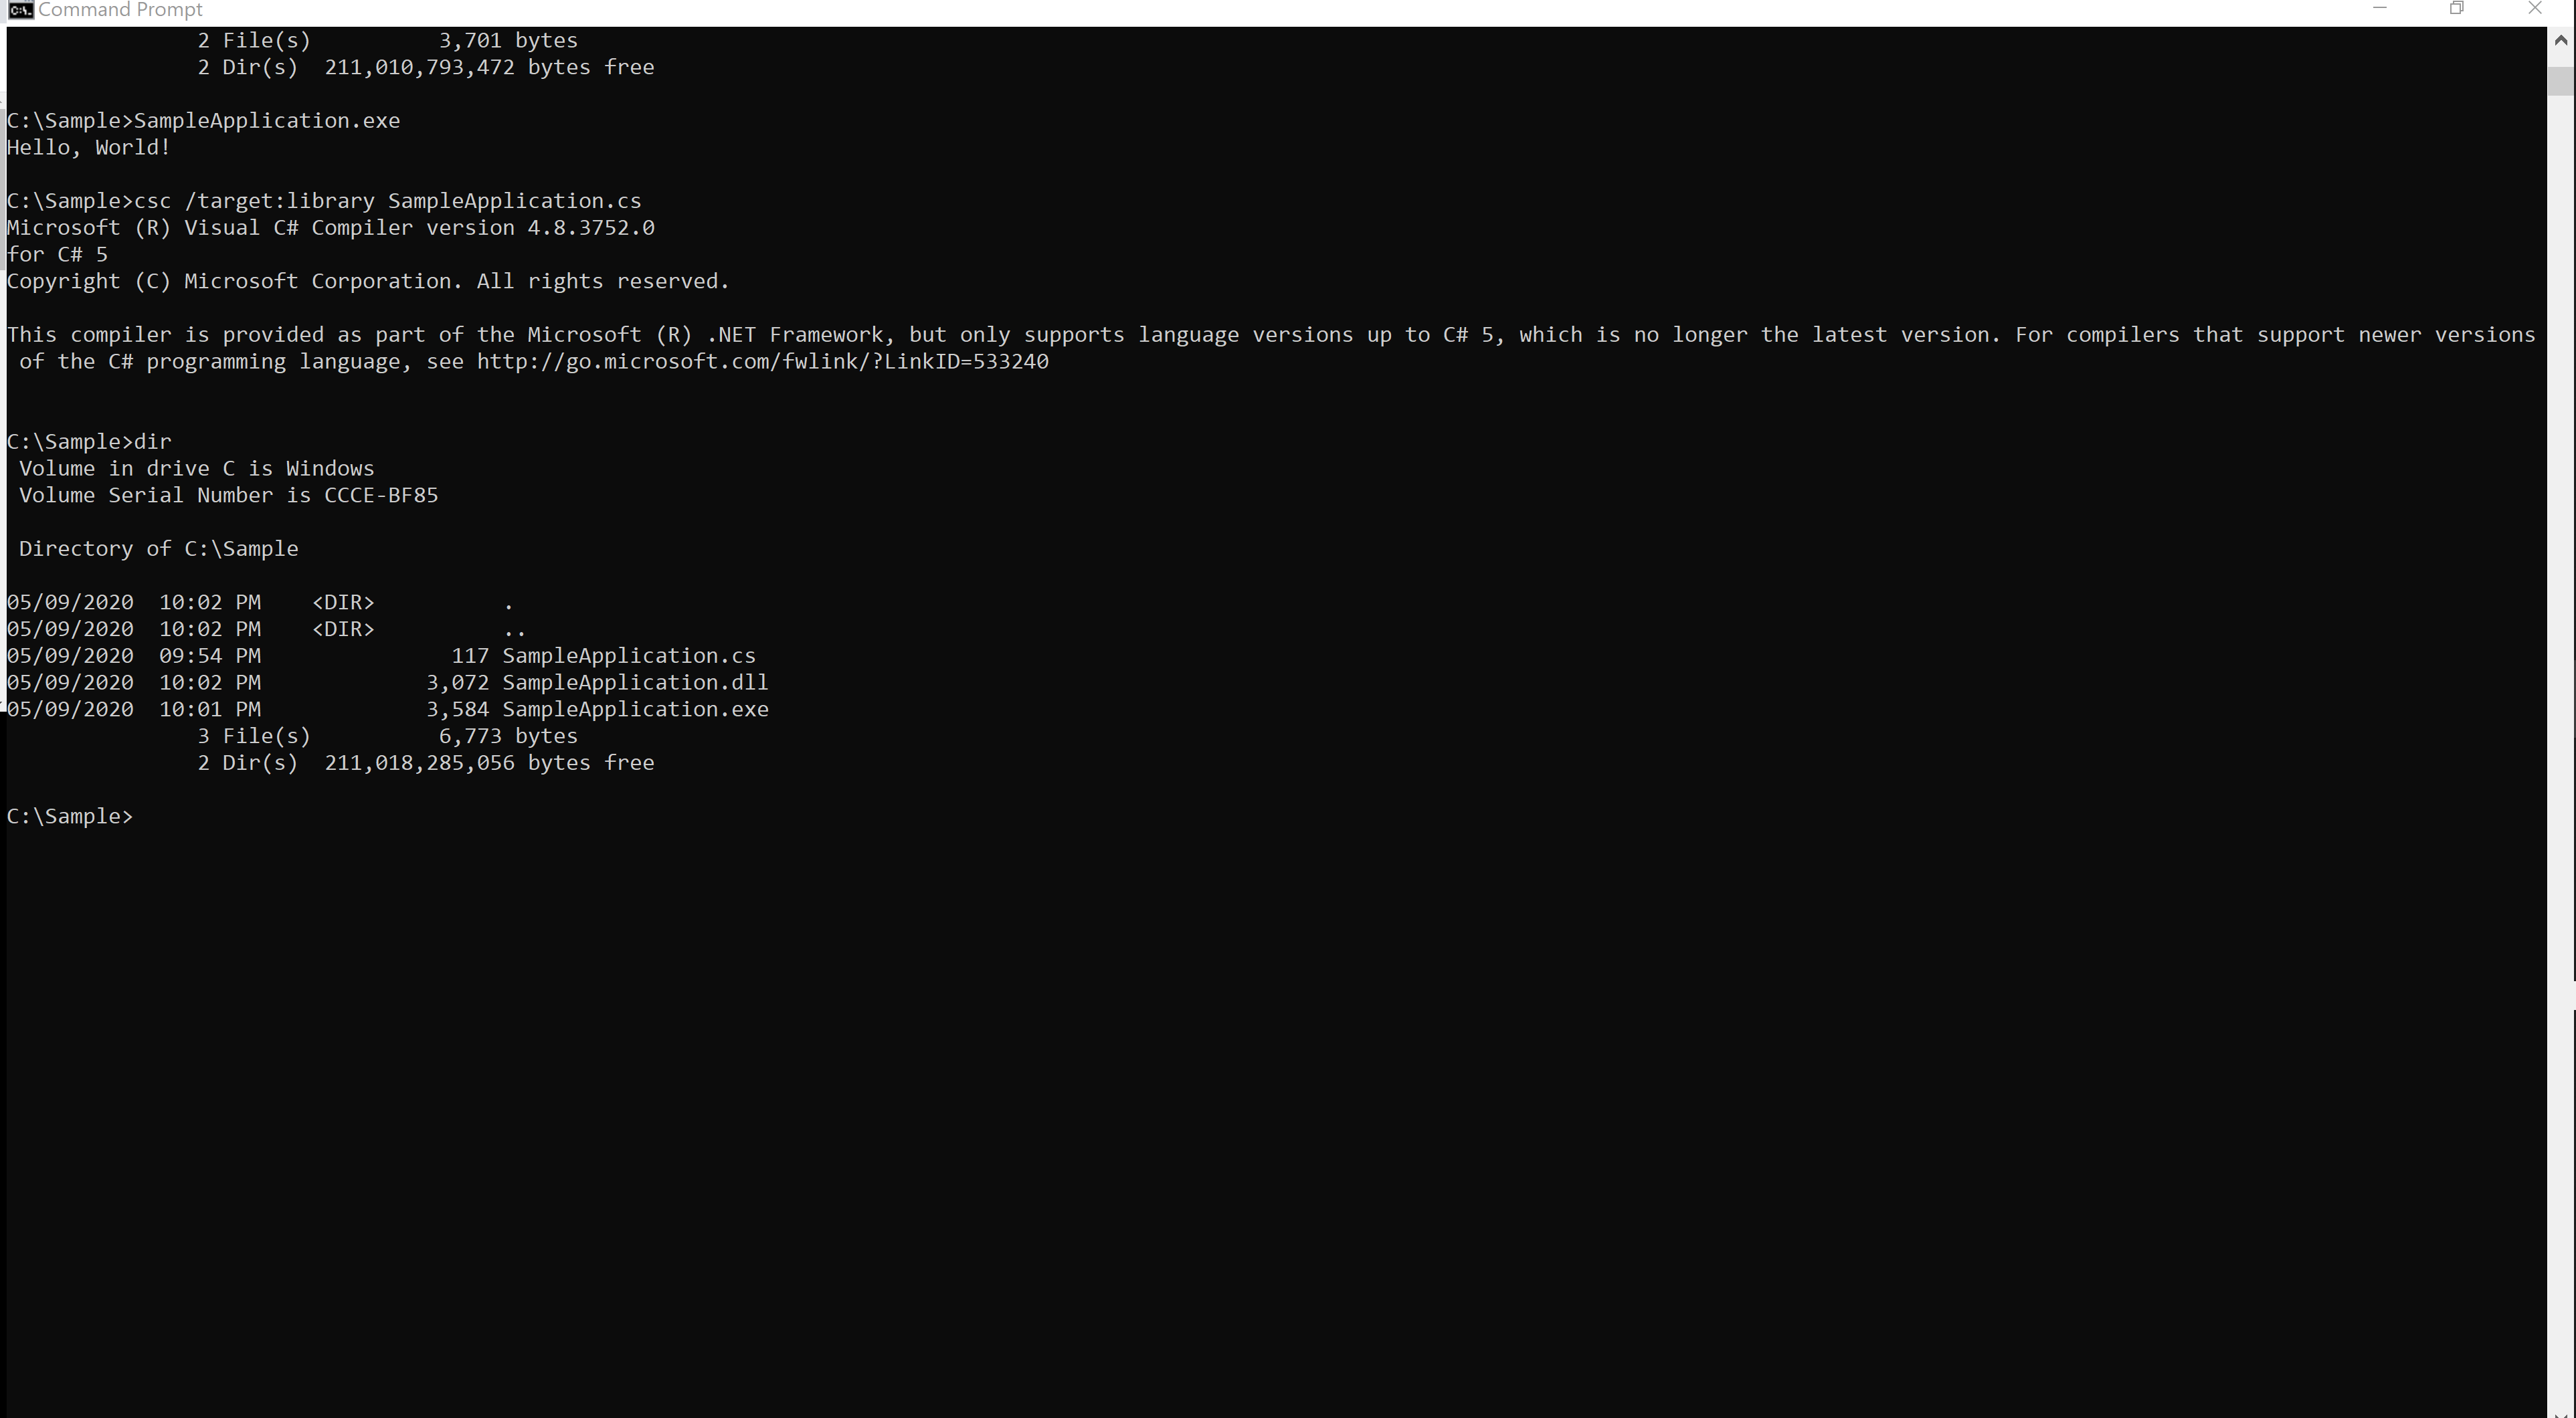 Command Prompt
2 File(s) 3,701 bytes
2 Dir(s) 211,010,793,472 bytes free
C:\Sample>SampleApplication.exe
Hello, World!
C:\Sample>csc /target:library SampleApplication.cs
Microsoft (R) Visual C# Compiler version 4.8.3752.0
for C# 5
Copyright (C) Microsoft Corporation. All rights reserved.
This compiler is provided as part of the Microsoft (R) .NET Framework, but only supports language versions up to C# 5, which is no longer the latest version. For compilers that support newer versions
of the C# programming language, see http://go.microsoft.com/fwlink/?LinkID=533240
C:\Sample>dir
Volume in drive C is Windows
Volume Serial Number is CCCE-BF85
Directory of C:\Sample
05/09/2020 10:02 PM <DIR> .
05/09/2020 10:02 PM <DIR> ..
05/09/2020 09:54 PM 117 SampleApplication.cs
05/09/2020 10:02 PM 3,072 SampleApplication.dll
05/09/2020 10:01 PM 3,584 SampleApplication.exe
3 File(s) 6,773 bytes
2 Dir(s) 211,018,285,056 bytes free
C:\Sample>